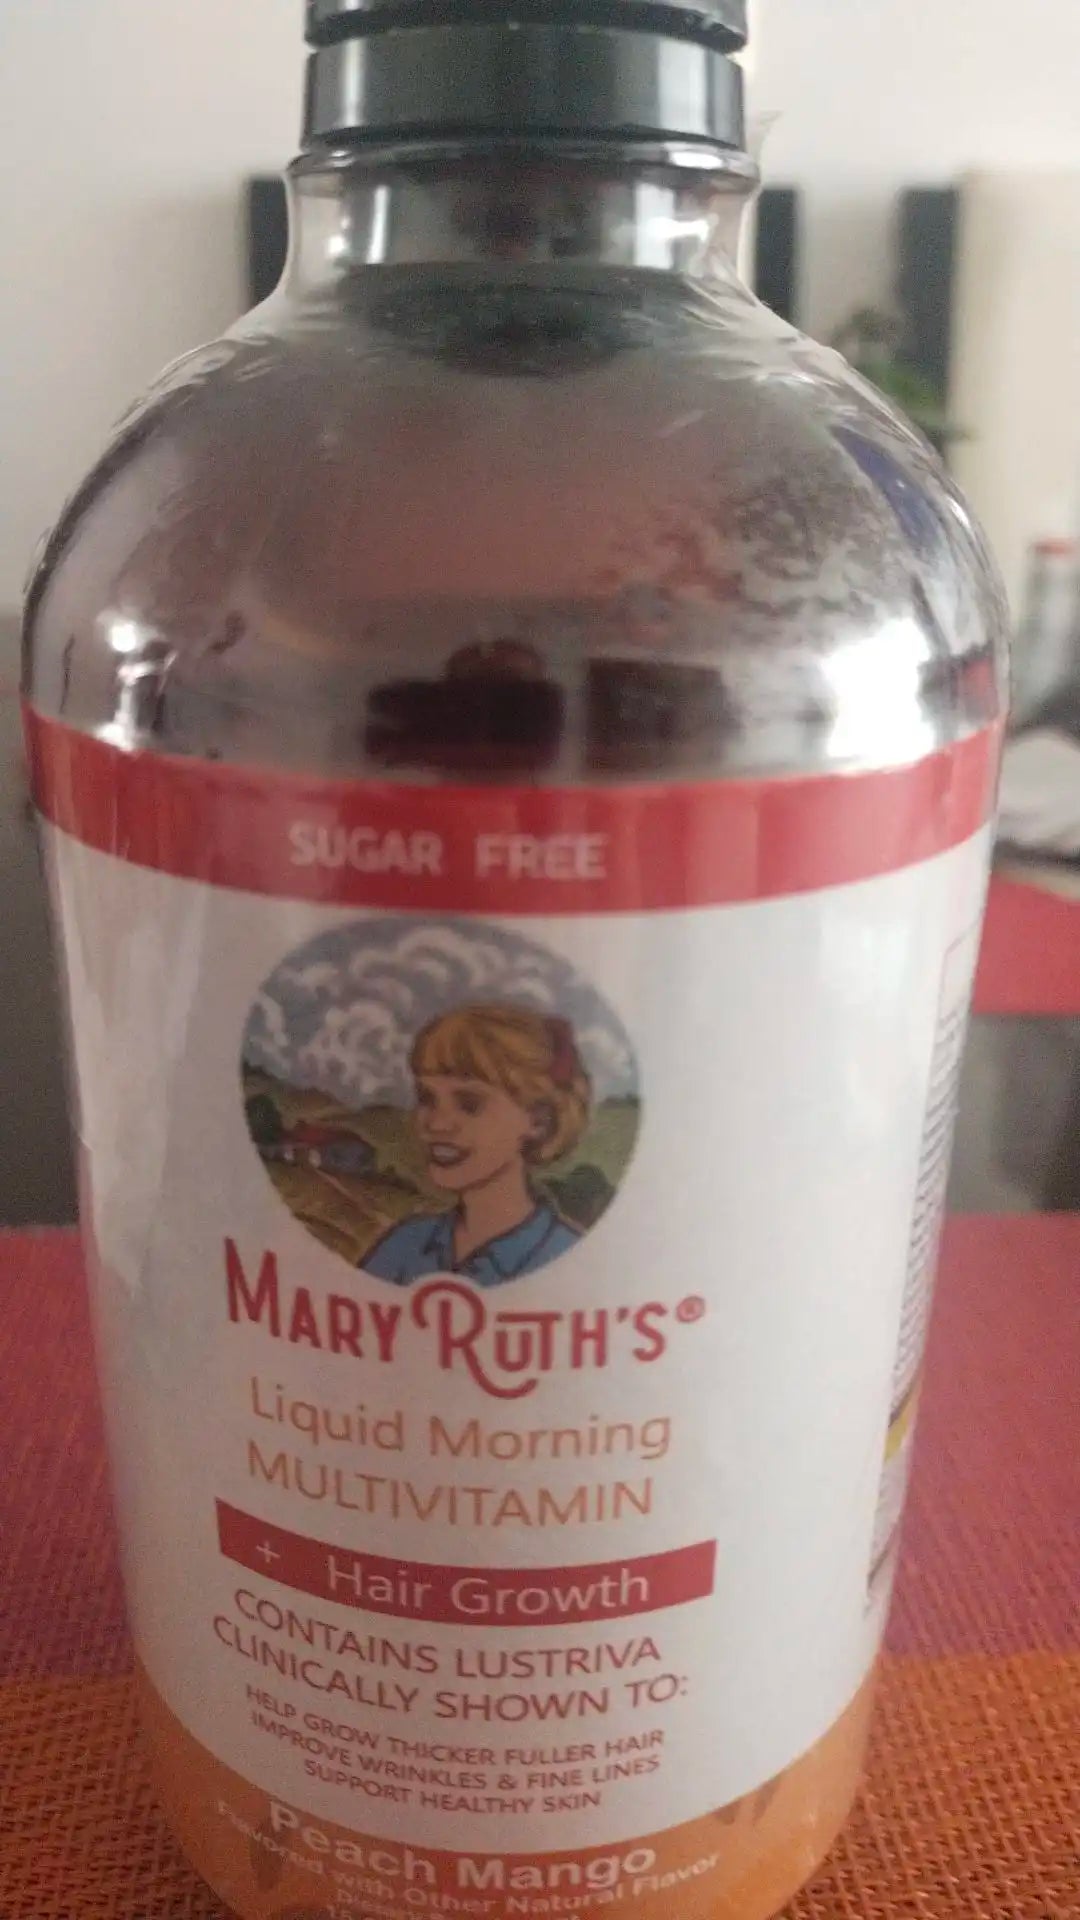 SUGAR FREE
MARY RUTH'S®
Liquid Morning
MULTIVITAMIN
+ Hair Growth
CONTAINS LUSTRIVA
CLINICALLY SHOWN TO:
HELP GROW THICKER FULLER HAIR
IMPROVE WRINKLES & FINE LINES
SUPPORT HEALTHY SKIN
Peach Mango
Flavored with Other Natural Flavor